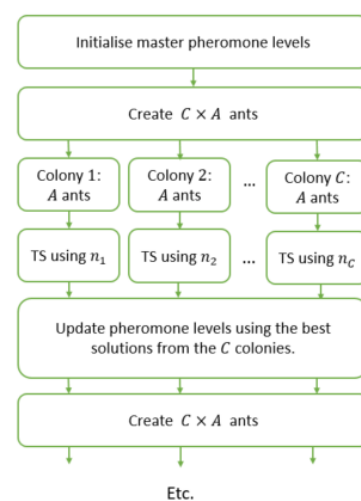 Initialise master pheromone levels
Create C × A ants
Colony 1:
A ants
Colony 2:
A ants
...
Colony C:
A ants
TS using n₁
TS using n₂
...
TS using n_C
Update pheromone levels using the best
solutions from the C colonies.
Create C × A ants
Etc.